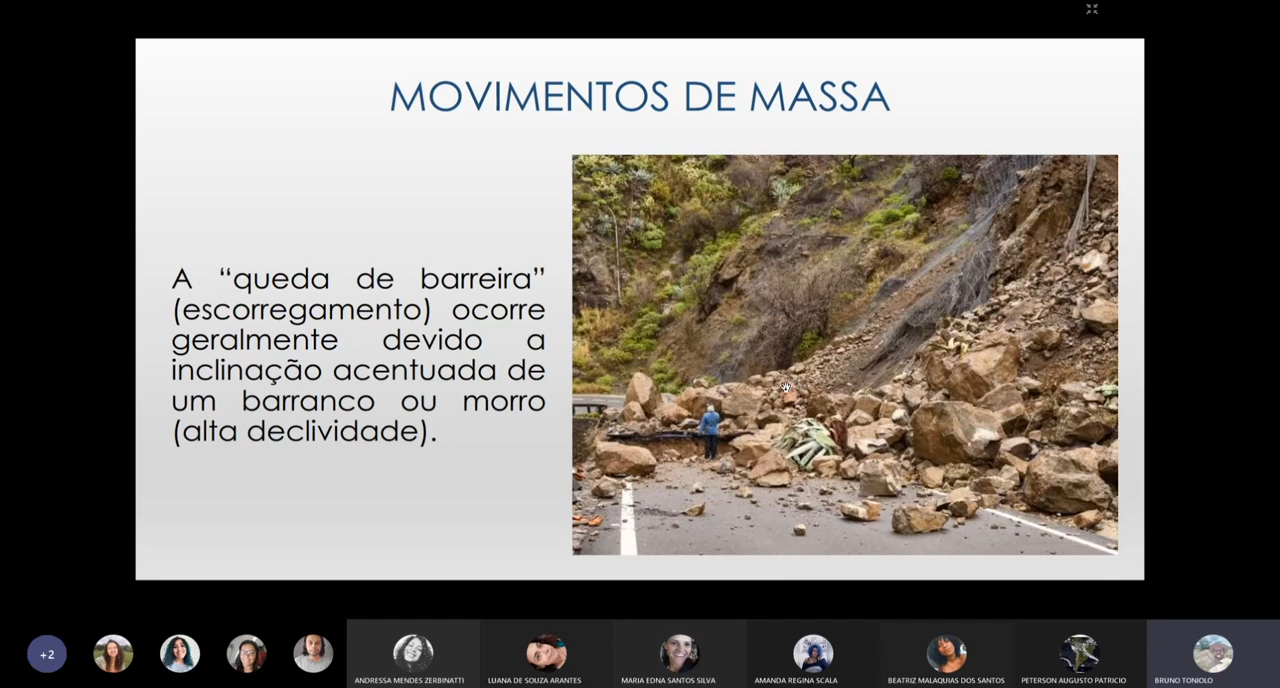 MOVIMENTOS DE MASSA
A “queda de barreira”
(escorregamento) ocorre
geralmente devido a
inclinação acentuada de
um barranco ou morro
(alta declividade).
+2
ANDRESSA MENDES ZERBINATTI
LUANA DE SOUZA ARANTES
MARIA EDNA SANTOS SILVA
AMANDA REGINA SCALA
BEATRIZ MALAQUIAS DOS SANTOS
PETERSON AUGUSTO PATRICIO
BRUNO TONIOLO